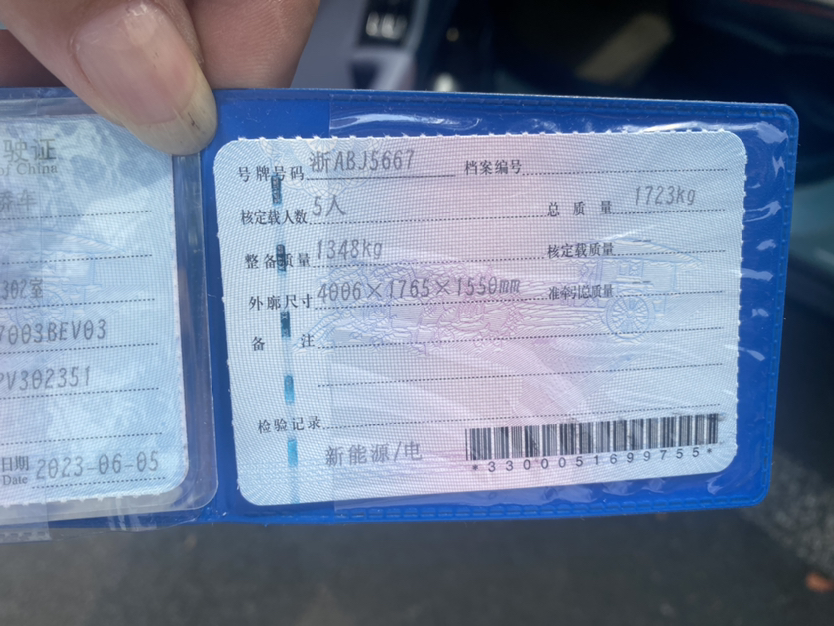 驶证
of China
轿车
302室
7003BEV03
PV302351
日期 2023-06-05
Date
号牌号码 浙ABJ5667 档案编号
核定载人数 5人 总质量 1723kg
整备质量 1348kg 核定载质量 --
外廓尺寸 4006×1765×1550mm 准牵引总质量 --
备注
检验记录
新能源/电
*3300051699755*